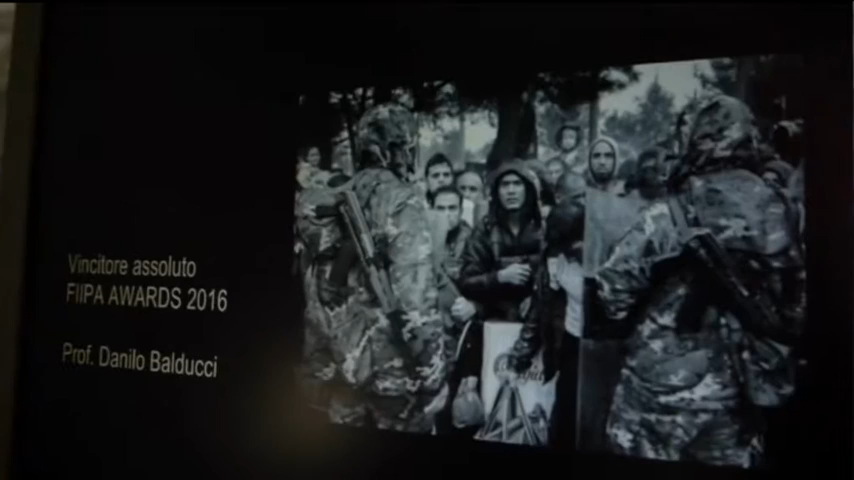 Vincitore assoluto
FIIPA AWARDS 2016
Prof. Danilo Balducci